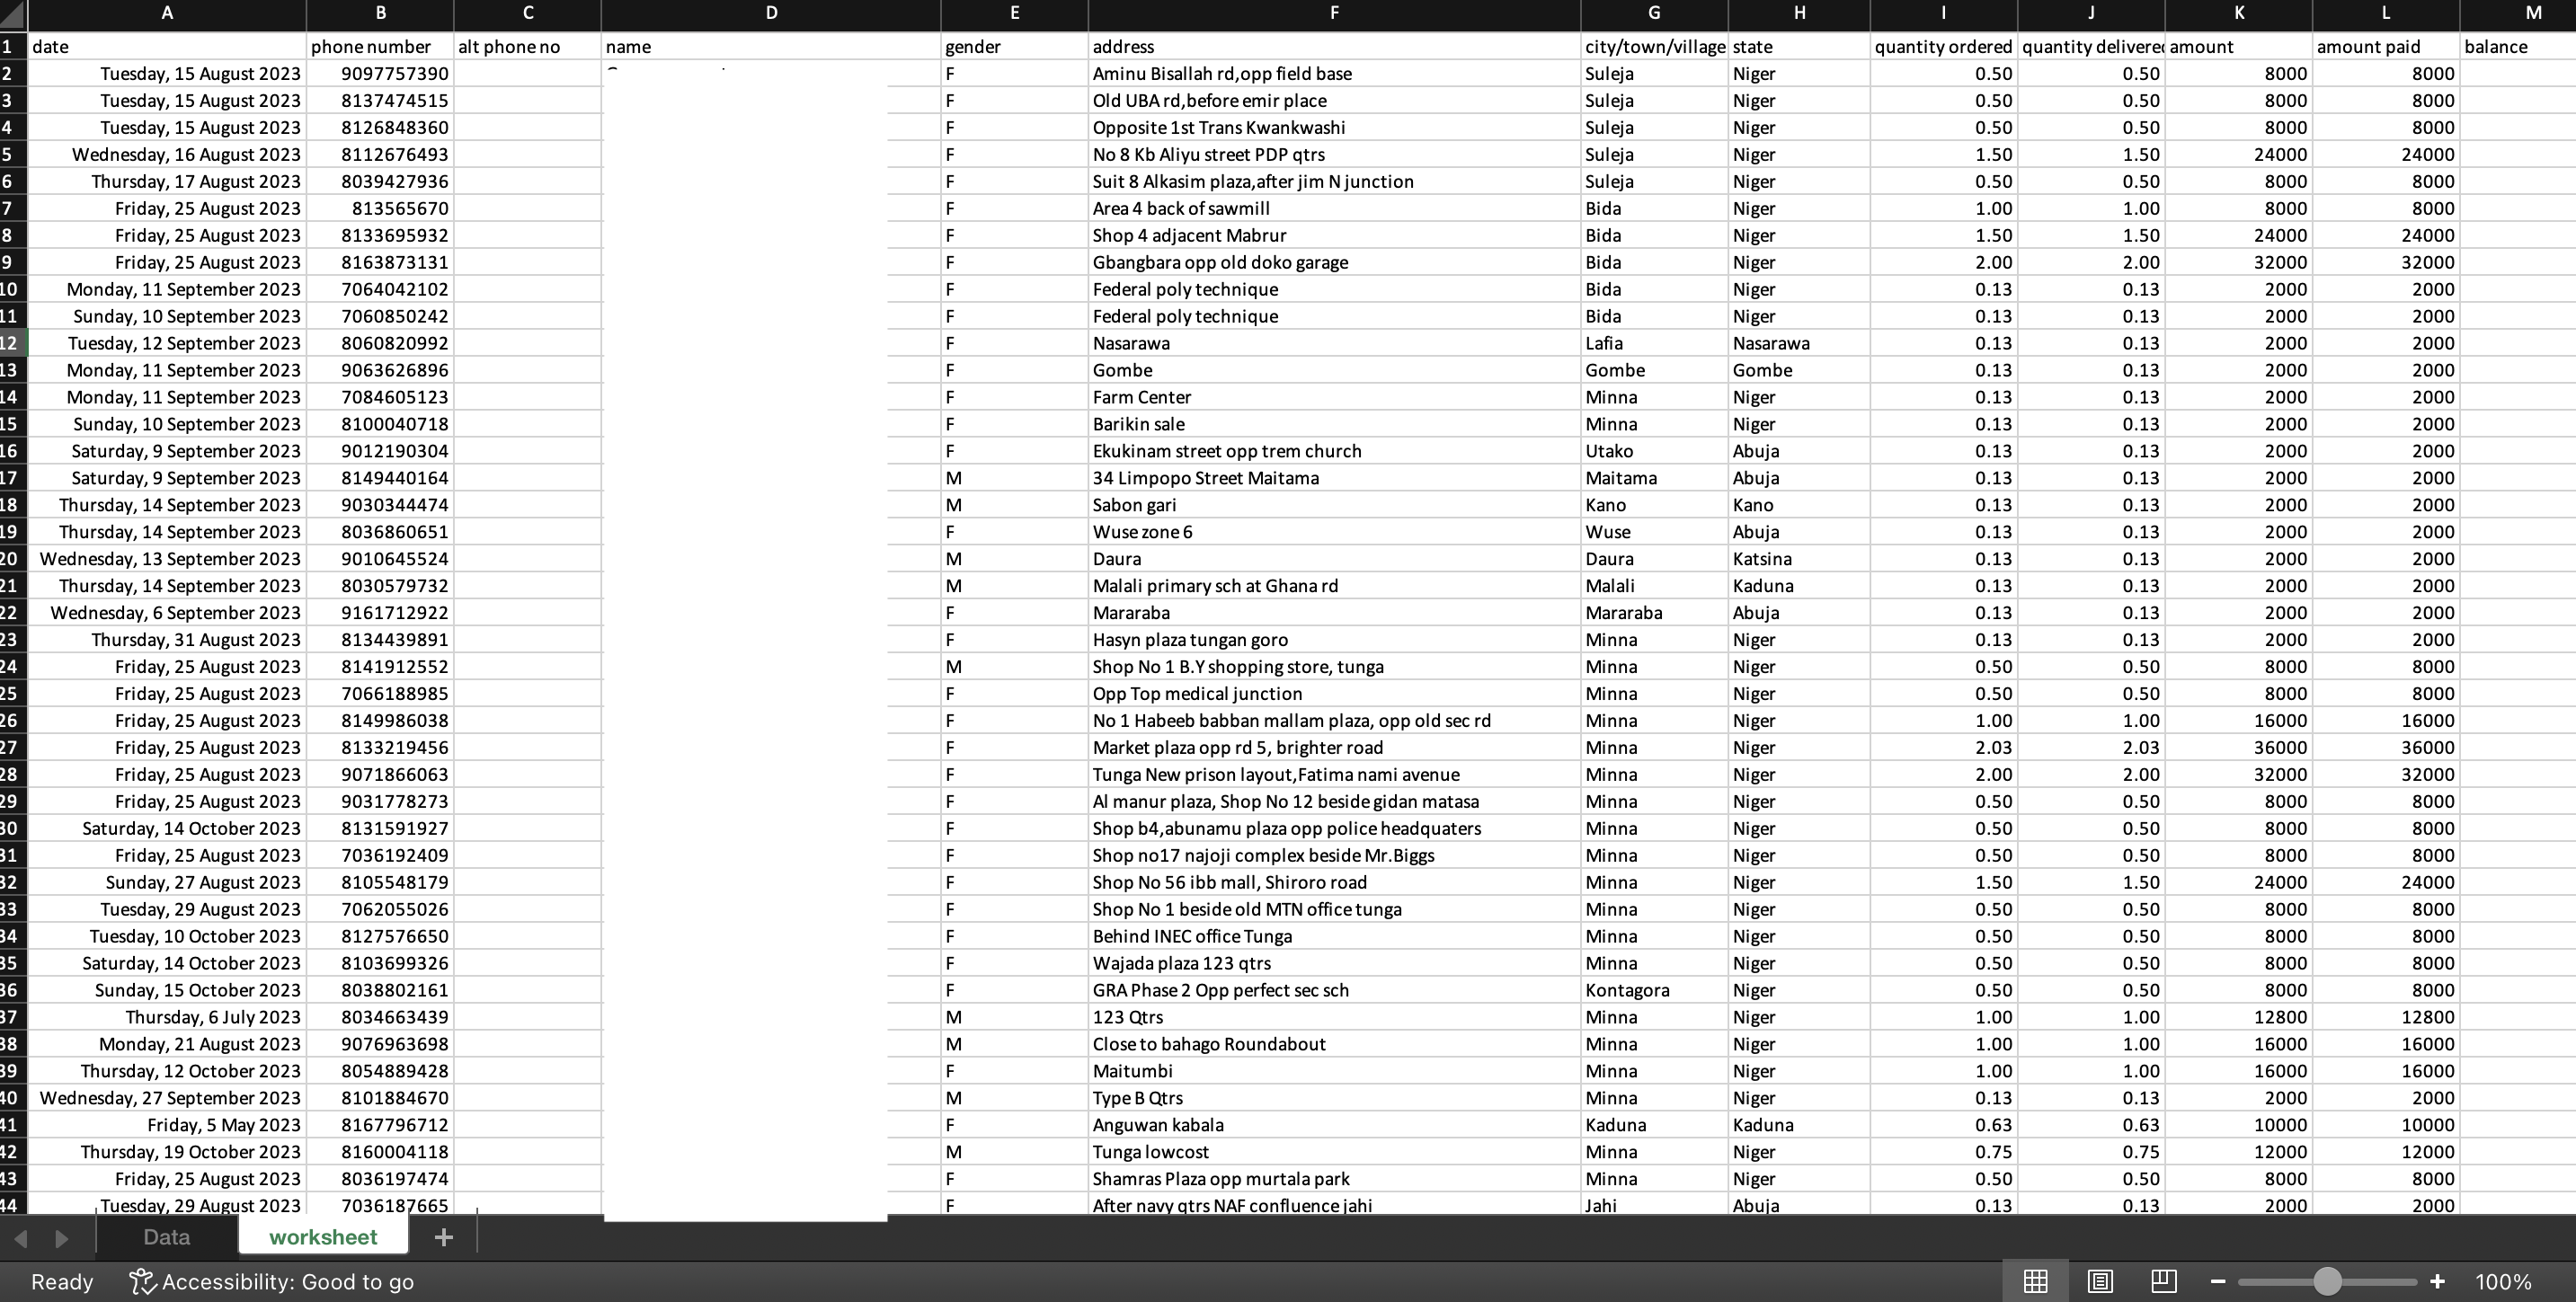 A B C D E F G H I J K L M
1 date phone number alt phone no name gender address city/town/village state quantity ordered quantity delivered amount amount paid balance
2 Tuesday, 15 August 2023 9097757390 F Aminu Bisallah rd,opp field base Suleja Niger 0.50 0.50 8000 8000
3 Tuesday, 15 August 2023 8137474515 F Old UBA rd,before emir place Suleja Niger 0.50 0.50 8000 8000
4 Tuesday, 15 August 2023 8126848360 F Opposite 1st Trans Kwankwashi Suleja Niger 0.50 0.50 8000 8000
5 Wednesday, 16 August 2023 8112676493 F No 8 Kb Aliyu street PDP qtrs Suleja Niger 1.50 1.50 24000 24000
6 Thursday, 17 August 2023 8039427936 F Suit 8 Alkasim plaza,after jim N junction Suleja Niger 0.50 0.50 8000 8000
7 Friday, 25 August 2023 813565670 F Area 4 back of sawmill Bida Niger 1.00 1.00 8000 8000
8 Friday, 25 August 2023 8133695932 F Shop 4 adjacent Mabrur Bida Niger 1.50 1.50 24000 24000
9 Friday, 25 August 2023 8163873131 F Gbangbara opp old doko garage Bida Niger 2.00 2.00 32000 32000
10 Monday, 11 September 2023 7064042102 F Federal poly technique Bida Niger 0.13 0.13 2000 2000
11 Sunday, 10 September 2023 7060850242 F Federal poly technique Bida Niger 0.13 0.13 2000 2000
12 Tuesday, 12 September 2023 8060820992 F Nasarawa Lafia Nasarawa 0.13 0.13 2000 2000
13 Monday, 11 September 2023 9063626896 F Gombe Gombe Gombe 0.13 0.13 2000 2000
14 Monday, 11 September 2023 7084605123 F Farm Center Minna Niger 0.13 0.13 2000 2000
15 Sunday, 10 September 2023 8100040718 F Barikin sale Minna Niger 0.13 0.13 2000 2000
16 Saturday, 9 September 2023 9012190304 F Ekukinam street opp trem church Utako Abuja 0.13 0.13 2000 2000
17 Saturday, 9 September 2023 8149440164 M 34 Limpopo Street Maitama Maitama Abuja 0.13 0.13 2000 2000
18 Thursday, 14 September 2023 9030344474 M Sabon gari Kano Kano 0.13 0.13 2000 2000
19 Thursday, 14 September 2023 8036860651 F Wuse zone 6 Wuse Abuja 0.13 0.13 2000 2000
20 Wednesday, 13 September 2023 9010645524 M Daura Daura Katsina 0.13 0.13 2000 2000
21 Thursday, 14 September 2023 8030579732 M Malali primary sch at Ghana rd Malali Kaduna 0.13 0.13 2000 2000
22 Wednesday, 6 September 2023 9161712922 F Mararaba Mararaba Abuja 0.13 0.13 2000 2000
23 Thursday, 31 August 2023 8134439891 F Hasyn plaza tungan goro Minna Niger 0.13 0.13 2000 2000
24 Friday, 25 August 2023 8141912552 M Shop No 1 B.Y shopping store, tunga Minna Niger 0.50 0.50 8000 8000
25 Friday, 25 August 2023 7066188985 F Opp Top medical junction Minna Niger 0.50 0.50 8000 8000
26 Friday, 25 August 2023 8149986038 F No 1 Habeeb babban mallam plaza, opp old sec rd Minna Niger 1.00 1.00 16000 16000
27 Friday, 25 August 2023 8133219456 F Market plaza opp rd 5, brighter road Minna Niger 2.03 2.03 36000 36000
28 Friday, 25 August 2023 9071866063 F Tunga New prison layout,Fatima nami avenue Minna Niger 2.00 2.00 32000 32000
29 Friday, 25 August 2023 9031778273 F Al manur plaza, Shop No 12 beside gidan matasa Minna Niger 0.50 0.50 8000 8000
30 Saturday, 14 October 2023 8131591927 F Shop b4,abunamu plaza opp police headquaters Minna Niger 0.50 0.50 8000 8000
31 Friday, 25 August 2023 7036192409 F Shop no17 najoji complex beside Mr.Biggs Minna Niger 0.50 0.50 8000 8000
32 Sunday, 27 August 2023 8105548179 F Shop No 56 ibb mall, Shiroro road Minna Niger 1.50 1.50 24000 24000
33 Tuesday, 29 August 2023 7062055026 F Shop No 1 beside old MTN office tunga Minna Niger 0.50 0.50 8000 8000
34 Tuesday, 10 October 2023 8127576650 F Behind INEC office Tunga Minna Niger 0.50 0.50 8000 8000
35 Saturday, 14 October 2023 8103699326 F Wajada plaza 123 qtrs Minna Niger 0.50 0.50 8000 8000
36 Sunday, 15 October 2023 8038802161 F GRA Phase 2 Opp perfect sec sch Kontagora Niger 0.50 0.50 8000 8000
37 Thursday, 6 July 2023 8034663439 M 123 Qtrs Minna Niger 1.00 1.00 12800 12800
38 Monday, 21 August 2023 9076963698 M Close to bahago Roundabout Minna Niger 1.00 1.00 16000 16000
39 Thursday, 12 October 2023 8054889428 F Maitumbi Minna Niger 1.00 1.00 16000 16000
40 Wednesday, 27 September 2023 8101884670 M Type B Qtrs Minna Niger 0.13 0.13 2000 2000
41 Friday, 5 May 2023 8167796712 F Anguwan kabala Kaduna Kaduna 0.63 0.63 10000 10000
42 Thursday, 19 October 2023 8160004118 M Tunga lowcost Minna Niger 0.75 0.75 12000 12000
43 Friday, 25 August 2023 8036197474 F Shamras Plaza opp murtala park Minna Niger 0.50 0.50 8000 8000
44 Tuesday, 29 August 2023 7036187665 F After navy qtrs NAF confluence jahi Jahi Abuja 0.13 0.13 2000 2000
Data worksheet +
Ready Accessibility: Good to go − + 100%